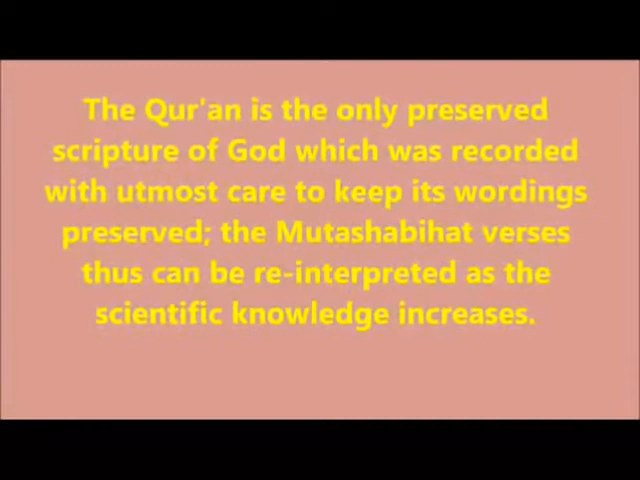 The Qur'an is the only preserved
scripture of God which was recorded
with utmost care to keep its wordings
preserved; the Mutashabihat verses
thus can be re-interpreted as the
scientific knowledge increases.